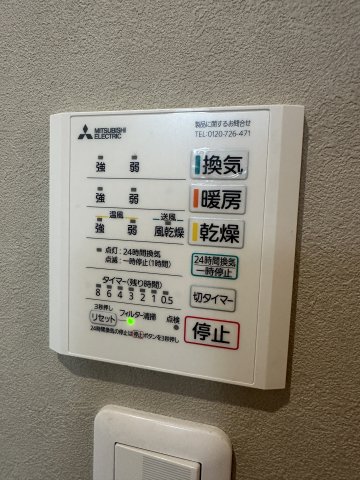 MITSUBISHI ELECTRIC
製品に関するお問合せ
TEL:0120-726-471
強 弱 換気
強 弱 暖房
温風 送風
強 弱 風乾燥 乾燥
点灯:24時間換気
点滅:一時停止(1時間)
24時間換気
一時停止
タイマー(残り時間)
8 6 4 3 2 1 0.5
切タイマー
3秒押し
リセット フィルター清掃 点検
停止
24時間換気の停止は停止ボタンを3秒押し